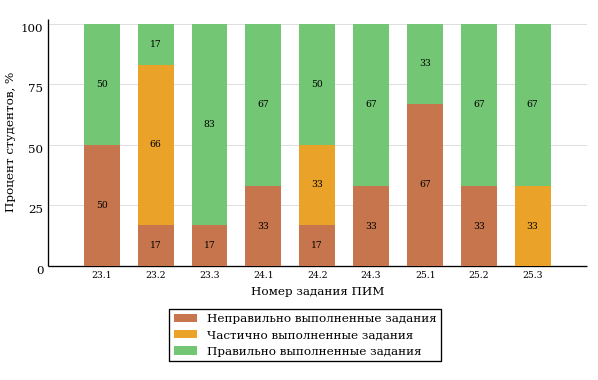 100
75
50
25
0
Процент студентов, %
50 17 83 67 50 67 33 67 67
50 66 17 33 33 33 67 33 33
17 17
23.1 23.2 23.3 24.1 24.2 24.3 25.1 25.2 25.3
Номер задания ПИМ
Неправильно выполненные задания
Частично выполненные задания
Правильно выполненные задания